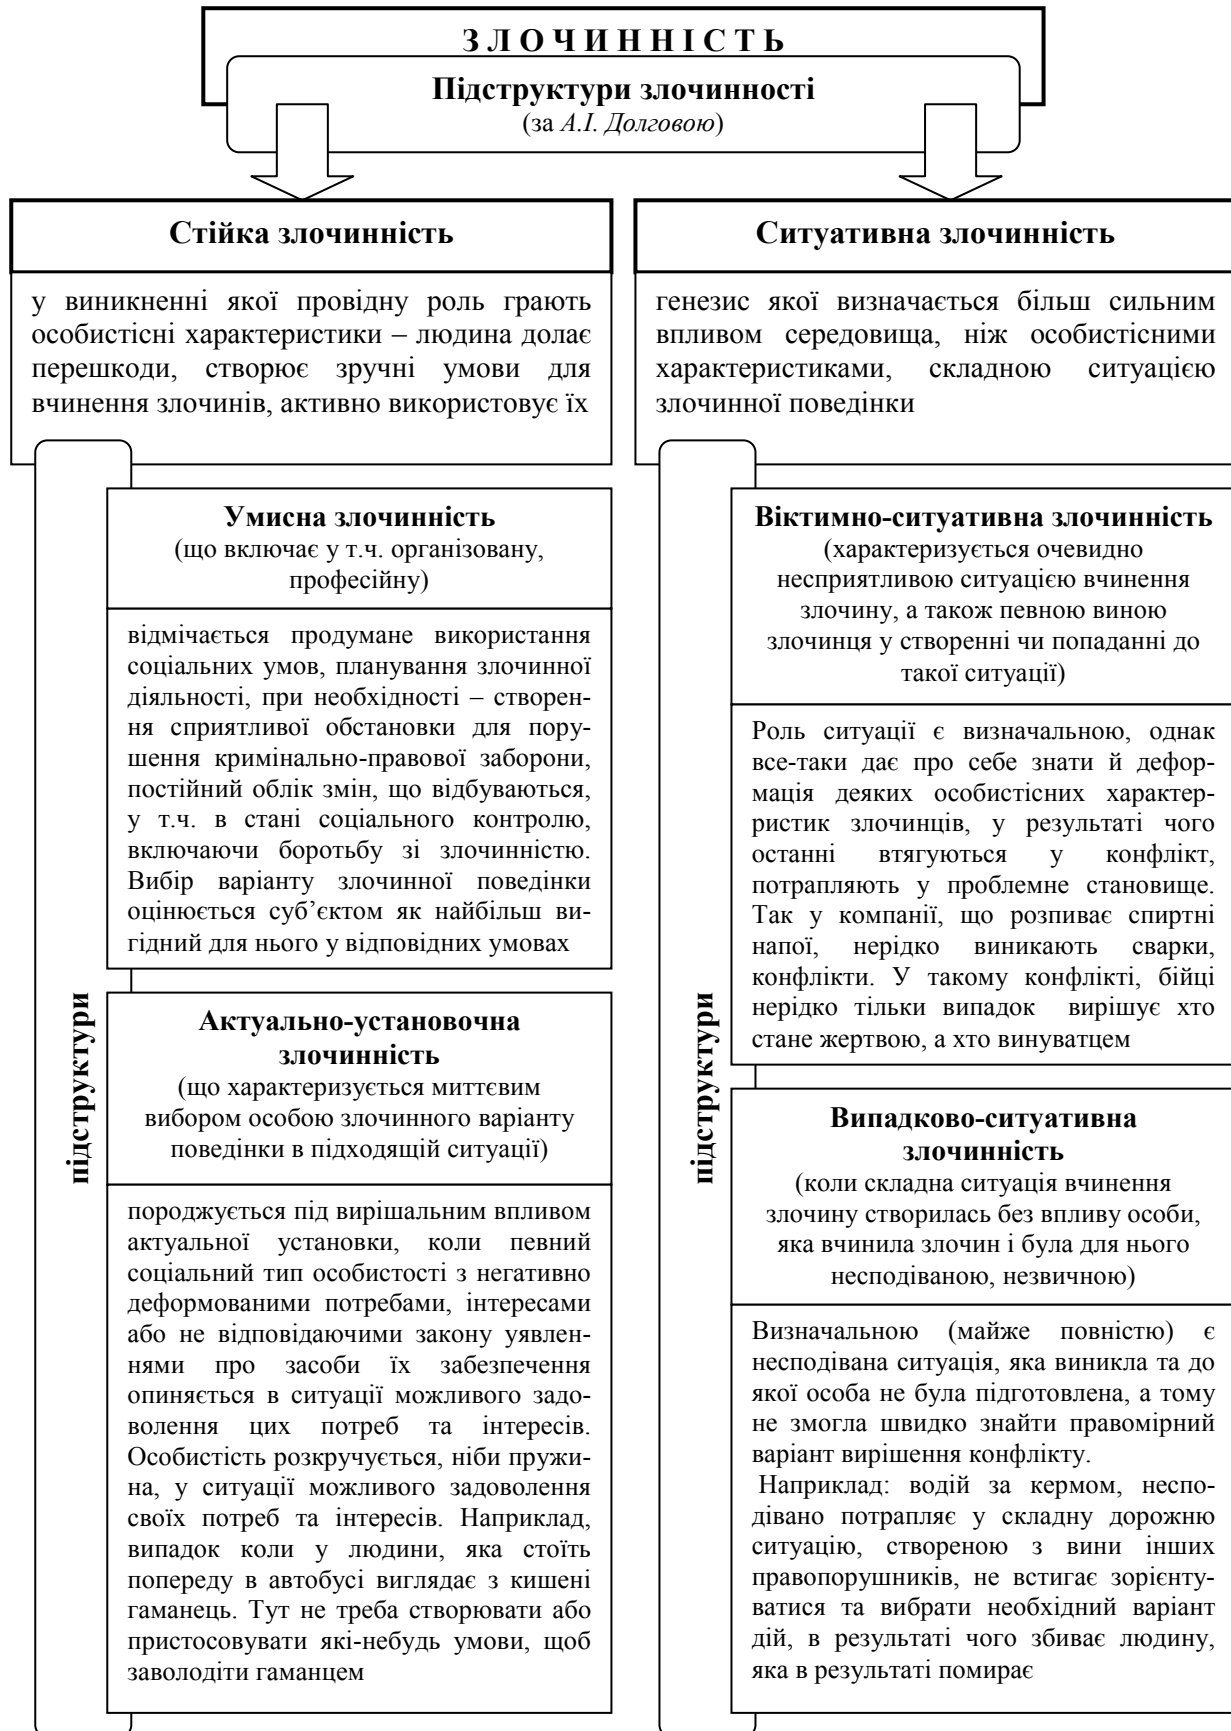 ЗЛОЧИННІСТЬ
Підструктури злочинності
(за А.І. Долговою)
Стійка злочинність
у виникненні якої провідну роль грають
особистісні характеристики – людина долає
перешкоди, створює зручні умови для
вчинення злочинів, активно використовує їх
підструктури
Умисна злочинність
(що включає у т.ч. організовану,
професійну)
відмічається продумане використання
соціальних умов, планування злочинної
діяльності, при необхідності – створен-
ня сприятливої обстановки для пору-
шення кримінально-правової заборони,
постійний облік змін, що відбуваються,
у т.ч. в стані соціального контролю,
включаючи боротьбу зі злочинністю.
Вибір варіанту злочинної поведінки
оцінюється суб’єктом як найбільш ви-
гідний для нього у відповідних умовах
Актуально-установочна
злочинність
(що характеризується миттєвим
вибором особою злочинного варіанту
поведінки в підходящій ситуації)
породжується під вирішальним впливом
актуальної установки, коли певний
соціальний тип особистості з негативно
деформованими потребами, інтересами
або не відповідаючими закону уявлен-
нями про засоби їх забезпечення
опиняється в ситуації можливого задо-
волення цих потреб та інтересів.
Особистість розкручується, ніби пружи-
на, у ситуації можливого задоволення
своїх потреб та інтересів. Наприклад,
випадок коли у людини, яка стоїть
попереду в автобусі виглядає з кишені
гаманець. Тут не треба створювати або
пристосовувати які-небудь умови, щоб
заволодіти гаманцем
Ситуативна злочинність
генезис якої визначається більш сильним
впливом середовища, ніж особистісними
характеристиками, складною ситуацією
злочинної поведінки
підструктури
Віктимно-ситуативна злочинність
(характеризується очевидно
несприятливою ситуацією вчинення
злочину, а також певною виною
злочинця у створенні чи попаданні до
такої ситуації)
Роль ситуації є визначальною, однак
все-таки дає про себе знати й дефор-
мація деяких особистісних характер-
ристик злочинців, у результаті чого
останні втягуються у конфлікт,
потрапляють у проблемне становище.
Так у компанії, що розпиває спиртні
напої, нерідко виникають сварки,
конфлікти. У такому конфлікті, бійці
нерідко тільки випадок вирішує хто
стане жертвою, а хто винуватцем
Випадково-ситуативна
злочинність
(коли складна ситуація вчинення
злочину створилась без впливу особи,
яка вчинила злочин і була для нього
несподіваною, незвичною)
Визначальною (майже повністю) є
несподівана ситуація, яка виникла та до
якої особа не була підготовлена, а тому
не змогла швидко знайти правомірний
варіант вирішення конфлікту.
Наприклад: водій за кермом, неспо-
дівано потрапляє у складну дорожню
ситуацію, створеною з вини інших
правопорушників, не встигає зорієнту-
ватися та вибрати необхідний варіант
дій, в результаті чого збиває людину,
яка в результаті помирає